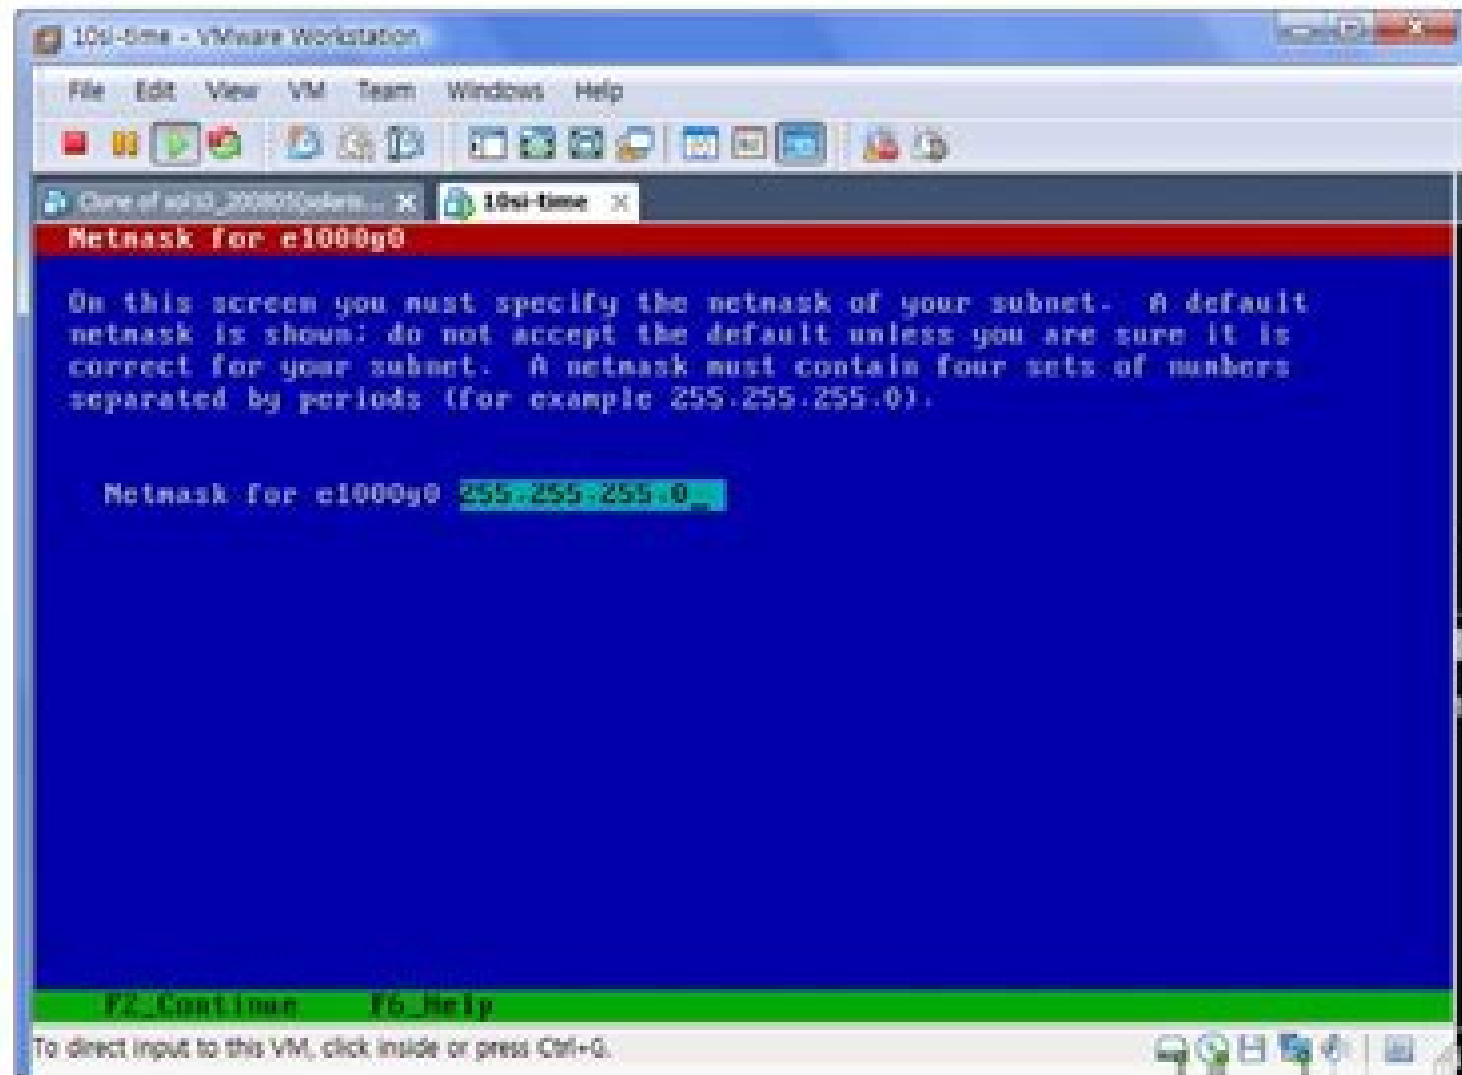 10si-time - VMware Workstation
File Edit View VM Team Windows Help
Clone of 10si-time
Netmask for e1000g0
On this screen you must specify the netmask of your subnet. A default
netmask is shown; do not accept the default unless you are sure it is
correct for your subnet. A netmask must contain four sets of numbers
separated by periods (for example 255.255.255.0).
Netmask for e1000g0 255.255.255.0_
F2_Continue F6_Help
To direct input to this VM, click inside or press Ctrl+G.